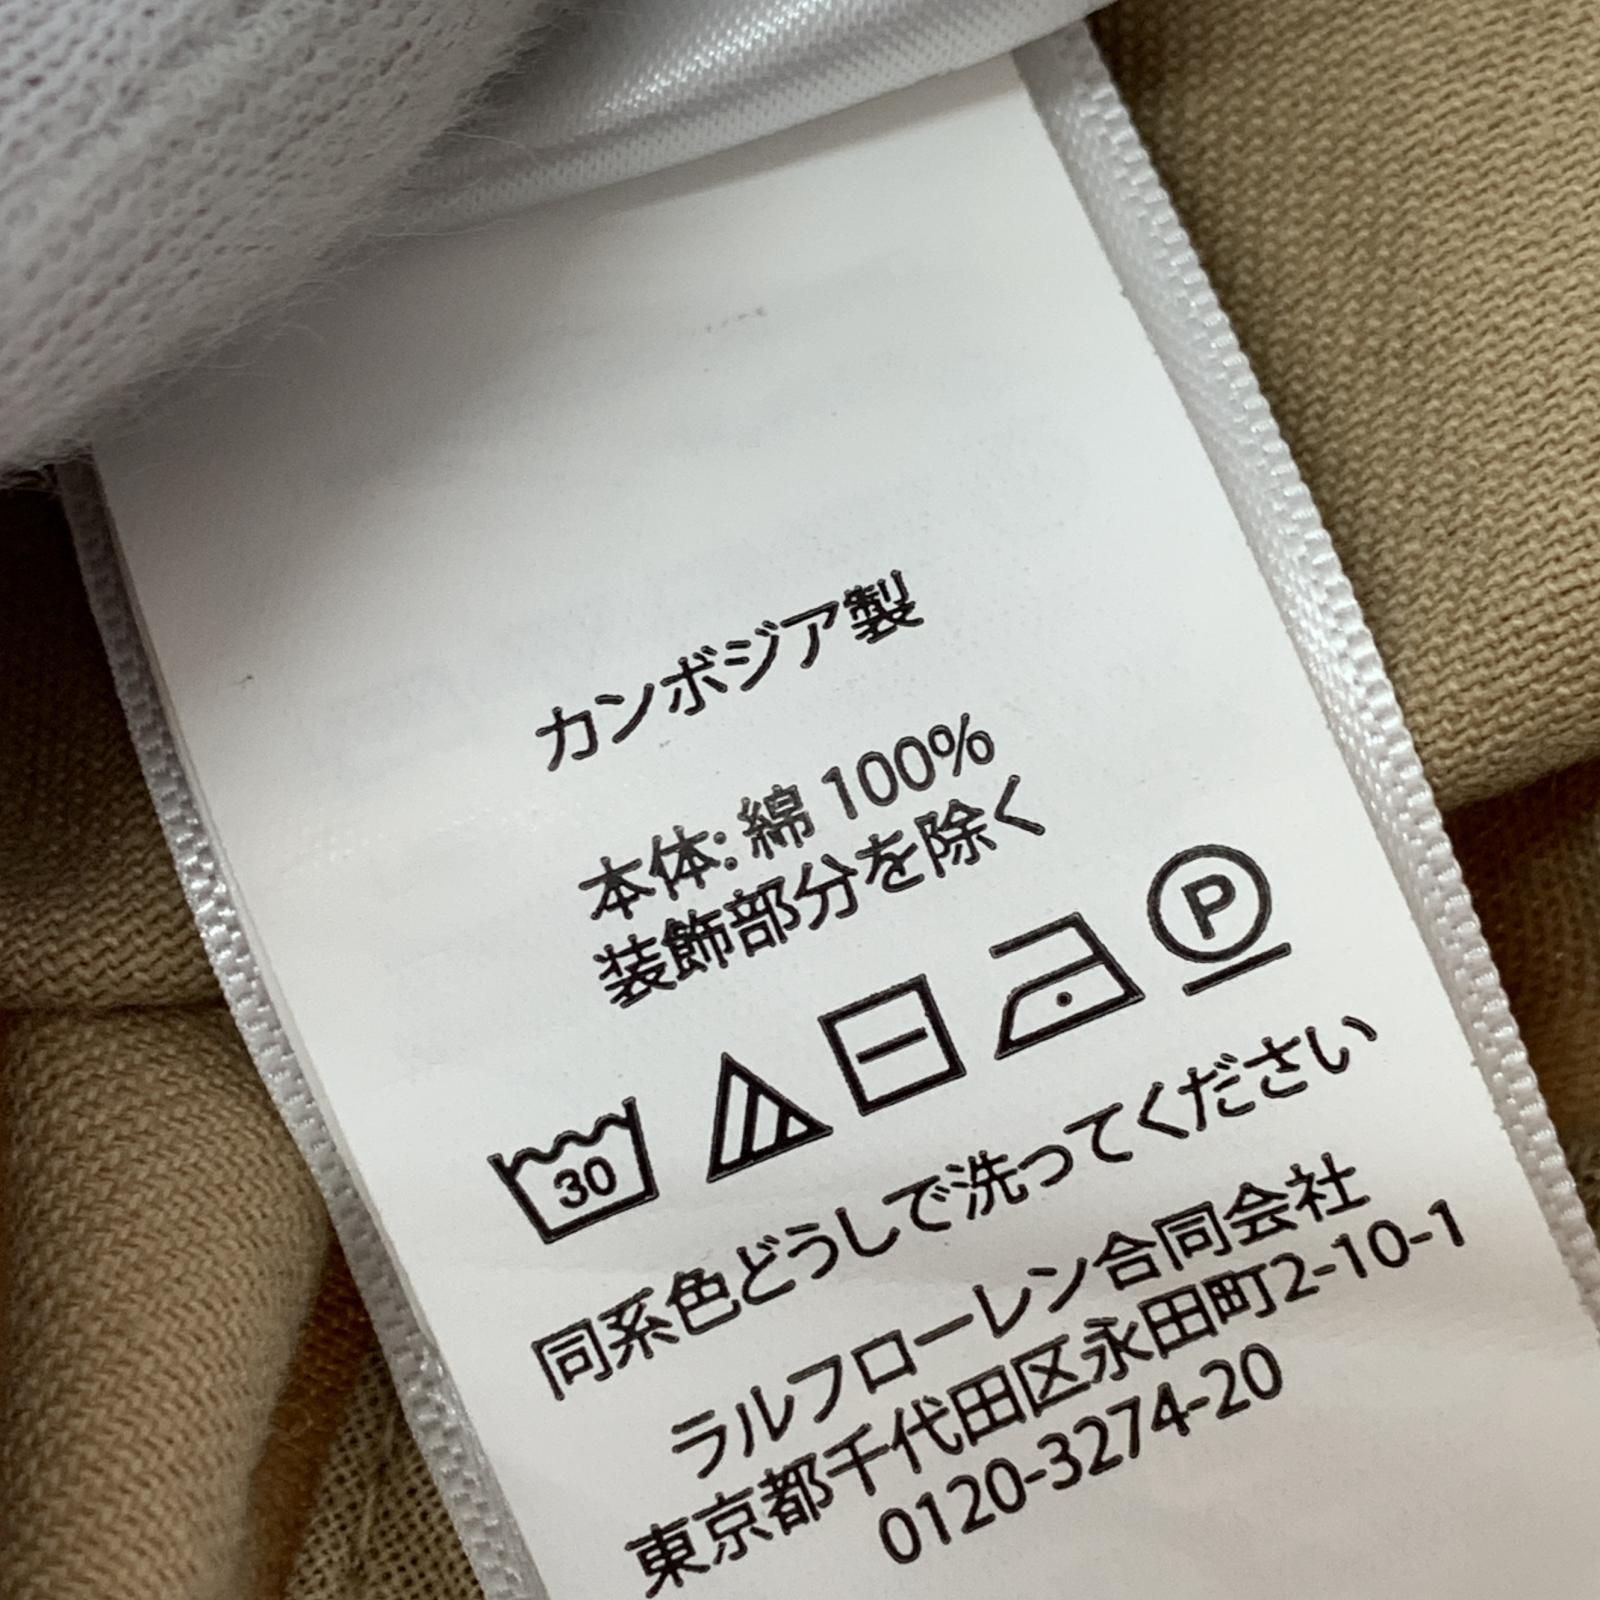 カンボジア製
本体: 綿 100%
装飾部分を除く
30 P
同系色どうしで洗ってください
ラルフローレン合同会社
東京都千代田区永田町2-10-1
0120-3274-20